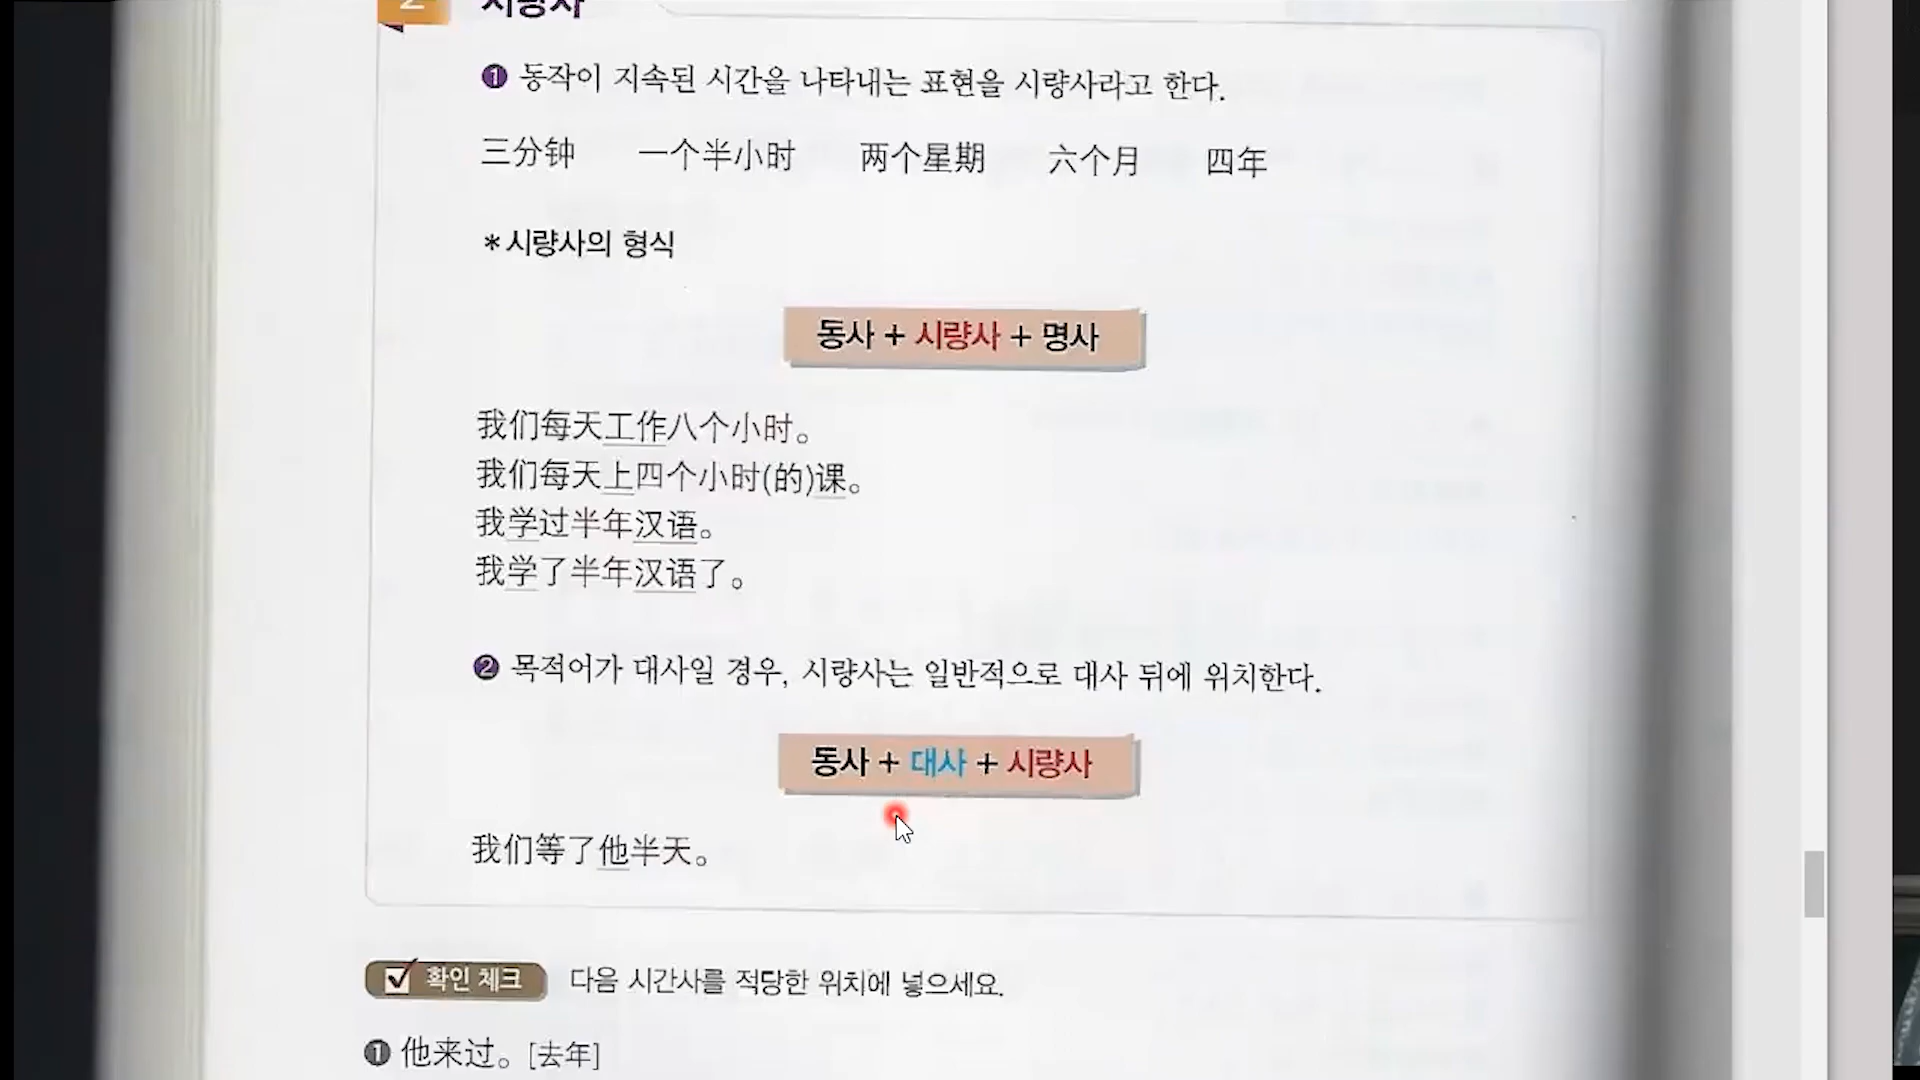 2 시량사
❶ 동작이 지속된 시간을 나타내는 표현을 시량사라고 한다.
三分钟 一个半小时 两个星期 六个月 四年
*시량사의 형식
동사 + 시량사 + 명사
我们每天工作八个小时。
我们每天上四个小时(的)课。
我学过半年汉语。
我学了半年汉语了。
❷ 목적어가 대사일 경우, 시량사는 일반적으로 대사 뒤에 위치한다.
동사 + 대사 + 시량사
我们等了他半天。
확인 체크 다음 시간사를 적당한 위치에 넣으세요.
❶ 他来过。[去年]